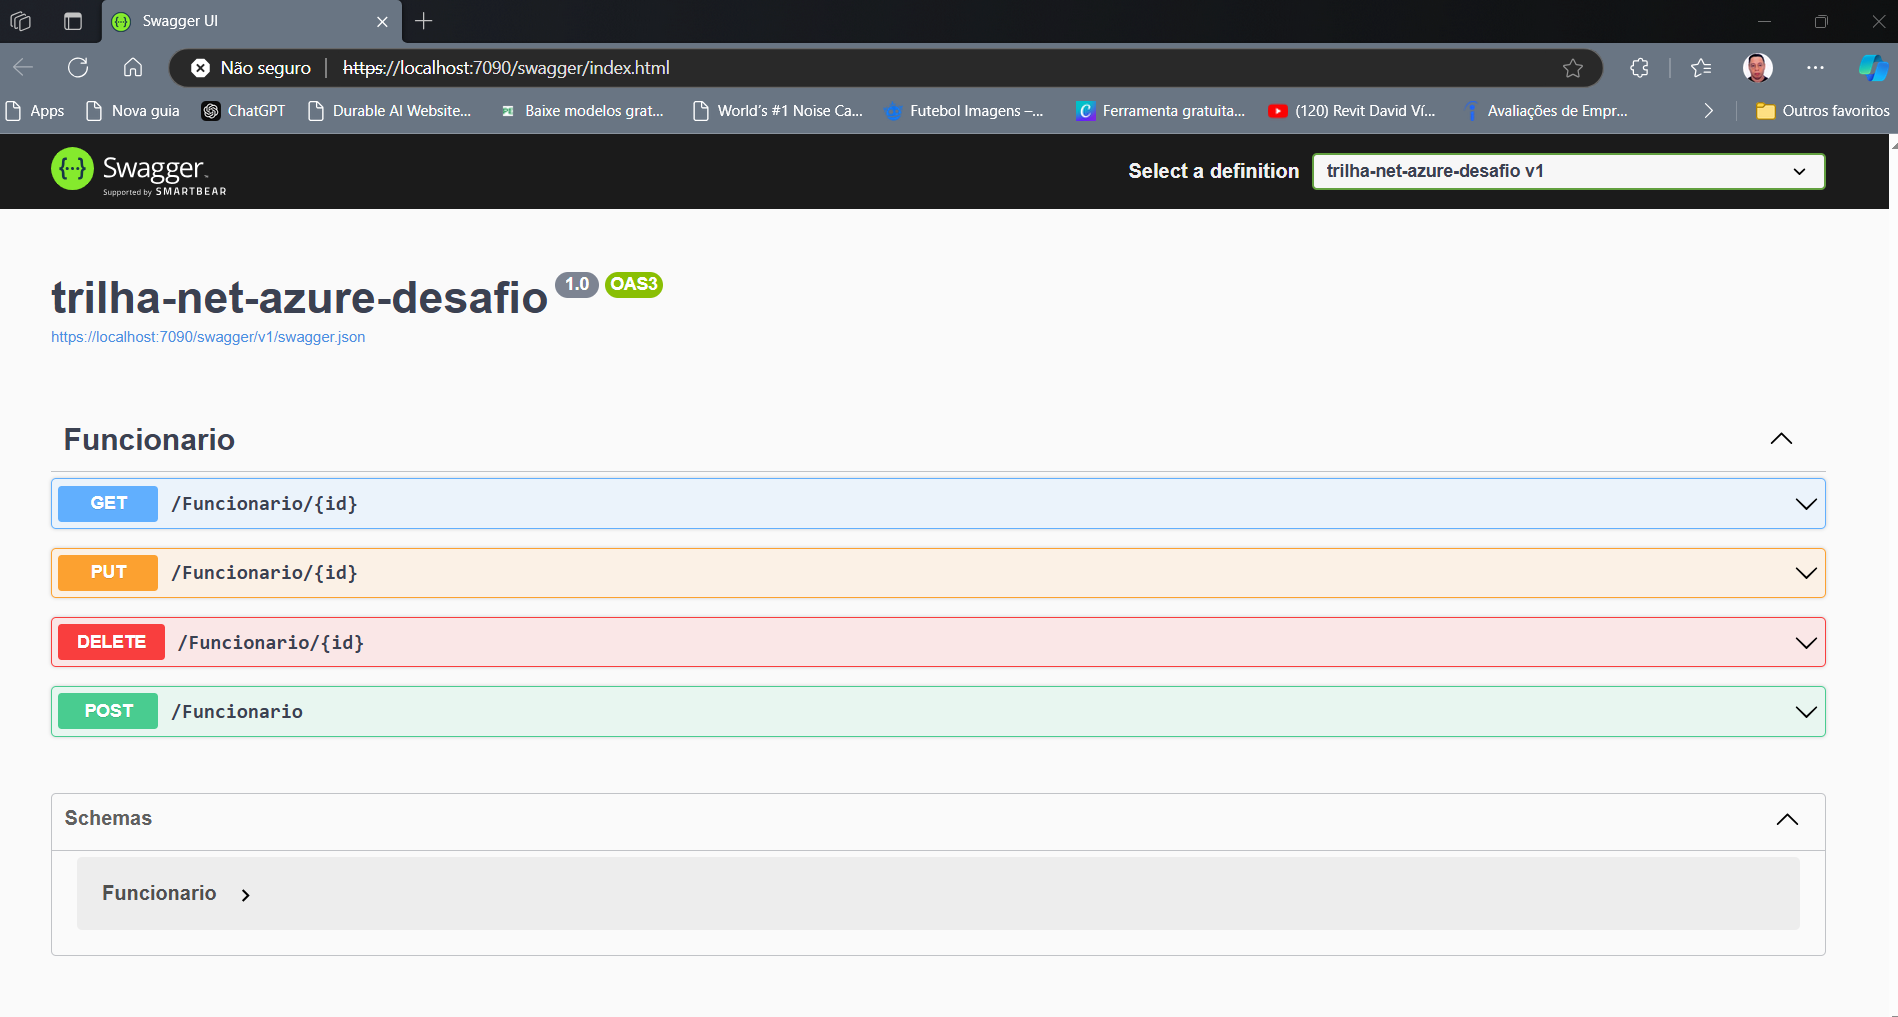 Swagger UI
Não seguro
https://localhost:7090/swagger/index.html
Apps
Nova guia
ChatGPT
Durable AI Website...
Baixe modelos grat...
World's #1 Noise Ca...
Futebol Imagens –...
Ferramenta gratuita...
(120) Revit David Ví...
Avaliações de Empr...
Outros favoritos
Swagger
Supported by SMARTBEAR
Select a definition
trilha-net-azure-desafio v1
trilha-net-azure-desafio 1.0 OAS3
https://localhost:7090/swagger/v1/swagger.json
Funcionario
GET /Funcionario/{id}
PUT /Funcionario/{id}
DELETE /Funcionario/{id}
POST /Funcionario
Schemas
Funcionario